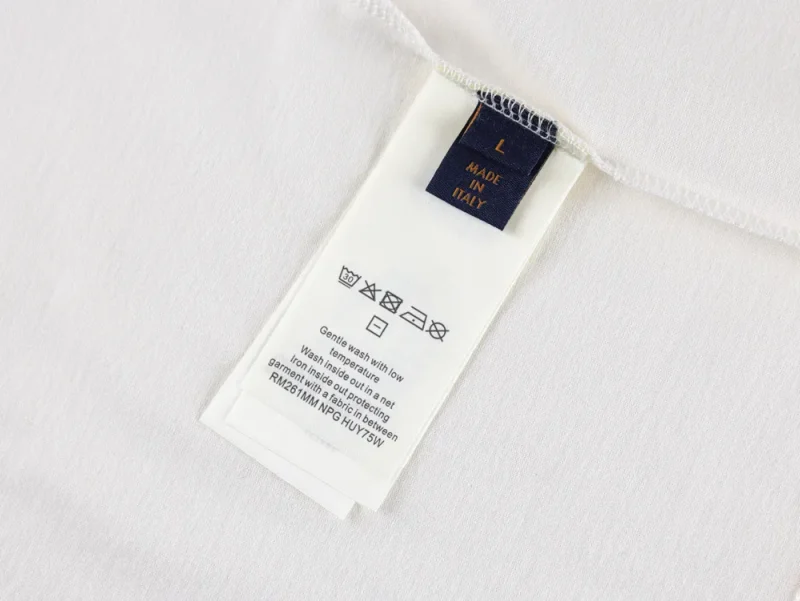 L
MADE
IN
ITALY
30
Gentle wash with low
temperature
Wash inside out in a net
Iron inside out protecting
garment with a fabric in between
RM261MM NPG HUY75W